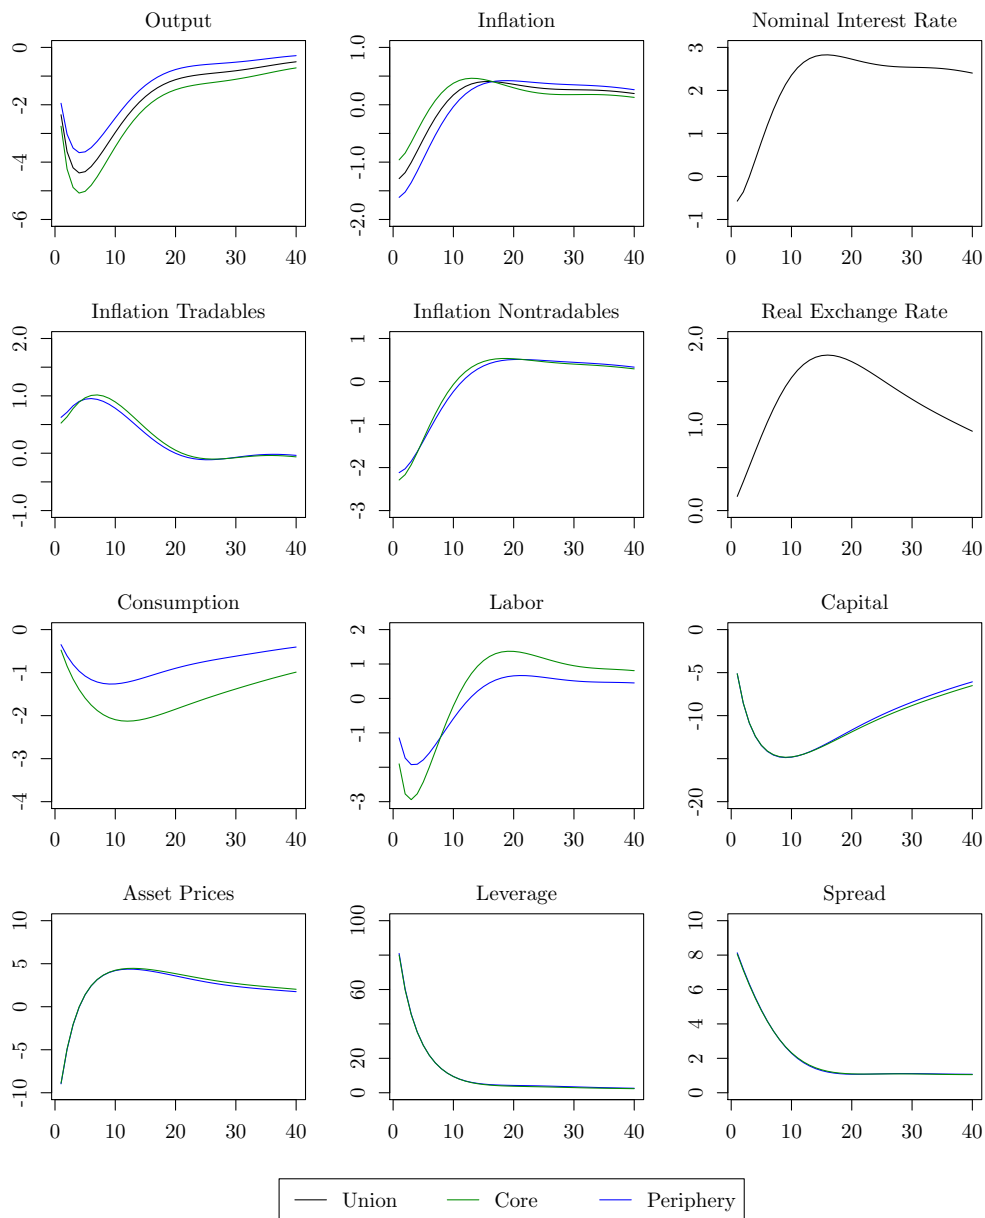 Output
0
-2
-4
-6
0 10 20 30 40
Inflation
1.0
0.0
-1.0
-2.0
0 10 20 30 40
Nominal Interest Rate
3
2
1
0
-1
0 10 20 30 40
Inflation Tradables
2.0
1.0
0.0
-1.0
0 10 20 30 40
Inflation Nontradables
1
0
-1
-2
-3
0 10 20 30 40
Real Exchange Rate
2.0
1.0
0.0
0 10 20 30 40
Consumption
0
-1
-2
-3
-4
0 10 20 30 40
Labor
2
1
0
-1
-3
0 10 20 30 40
Capital
0
-5
-10
-20
0 10 20 30 40
Asset Prices
10
5
0
-5
-10
0 10 20 30 40
Leverage
100
60
20
0
0 10 20 30 40
Spread
10
8
6
4
2
0
0 10 20 30 40
Union Core Periphery